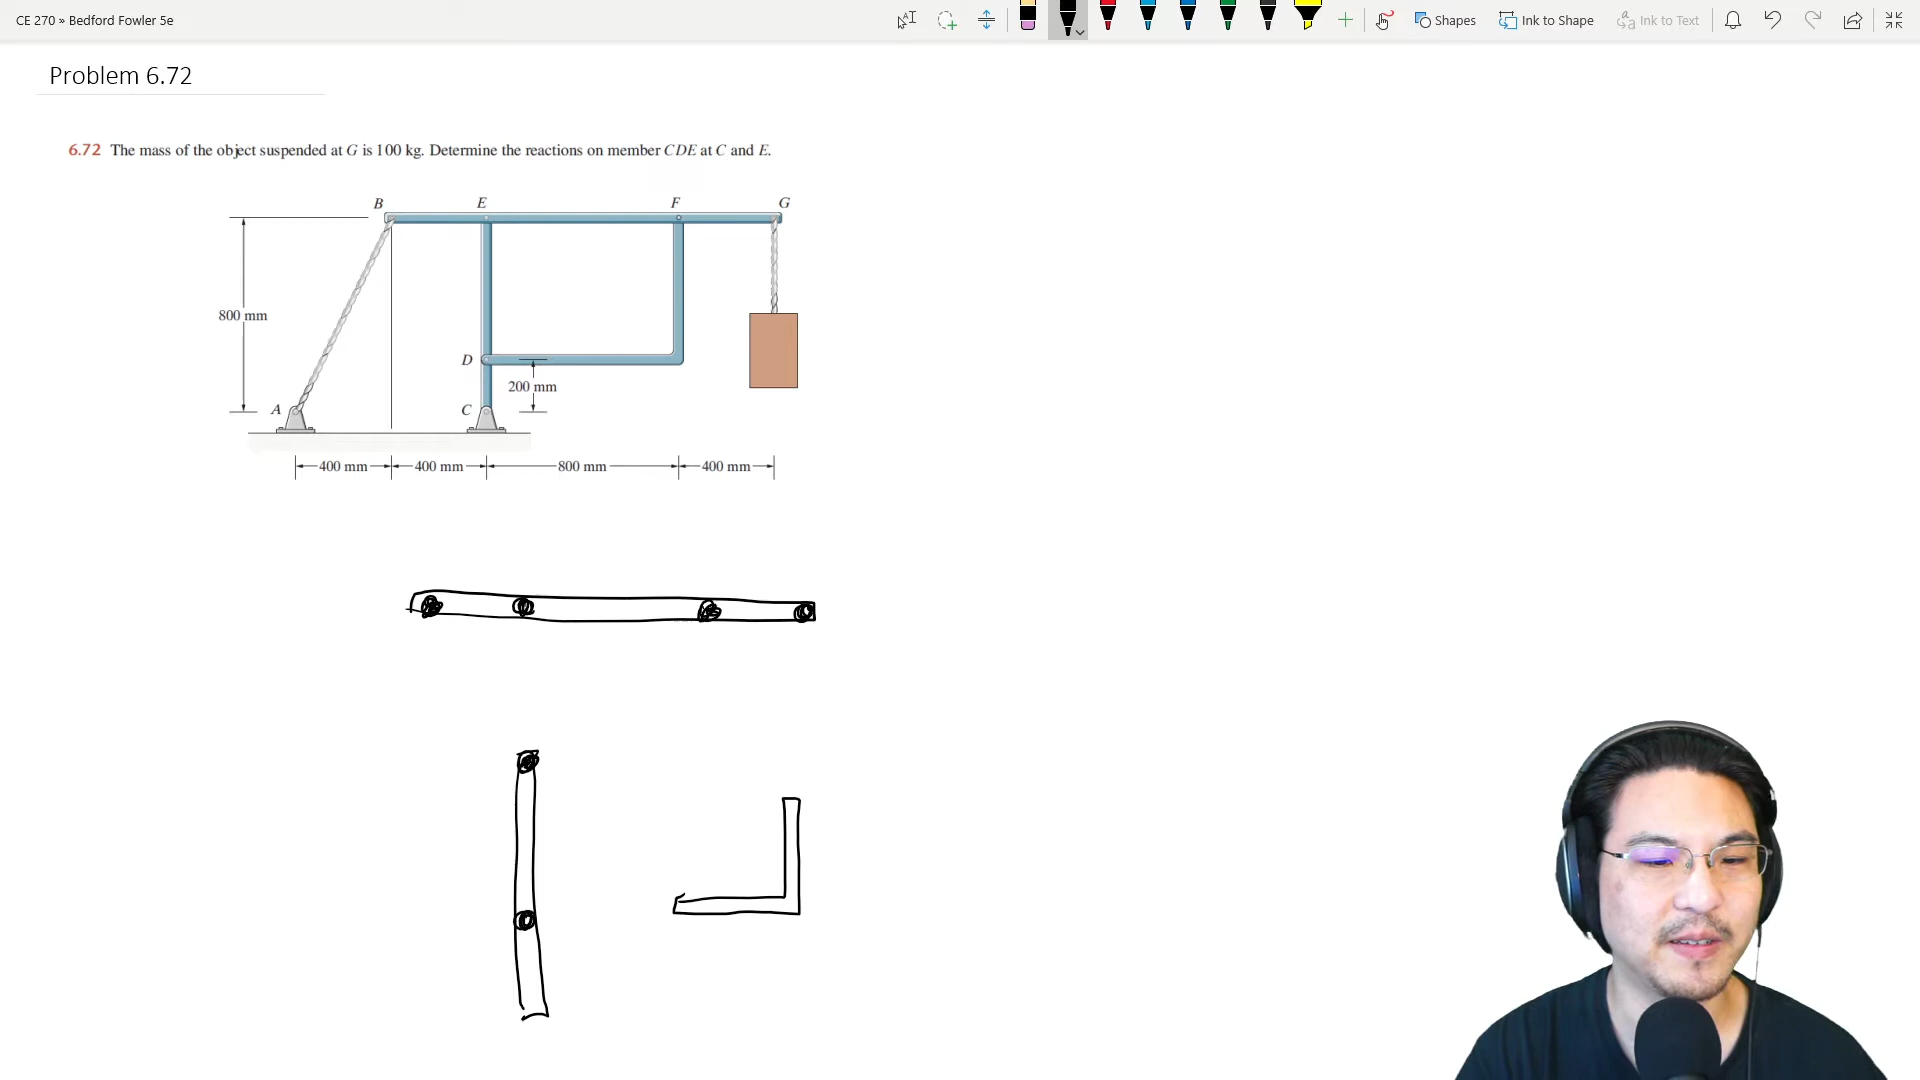 CE 270 » Bedford Fowler 5e
Shapes
Ink to Shape
Ink to Text
Problem 6.72
6.72 The mass of the object suspended at G is 100 kg. Determine the reactions on member CDE at C and E.
B E F G
800 mm
D
200 mm
A C
400 mm 400 mm 800 mm 400 mm